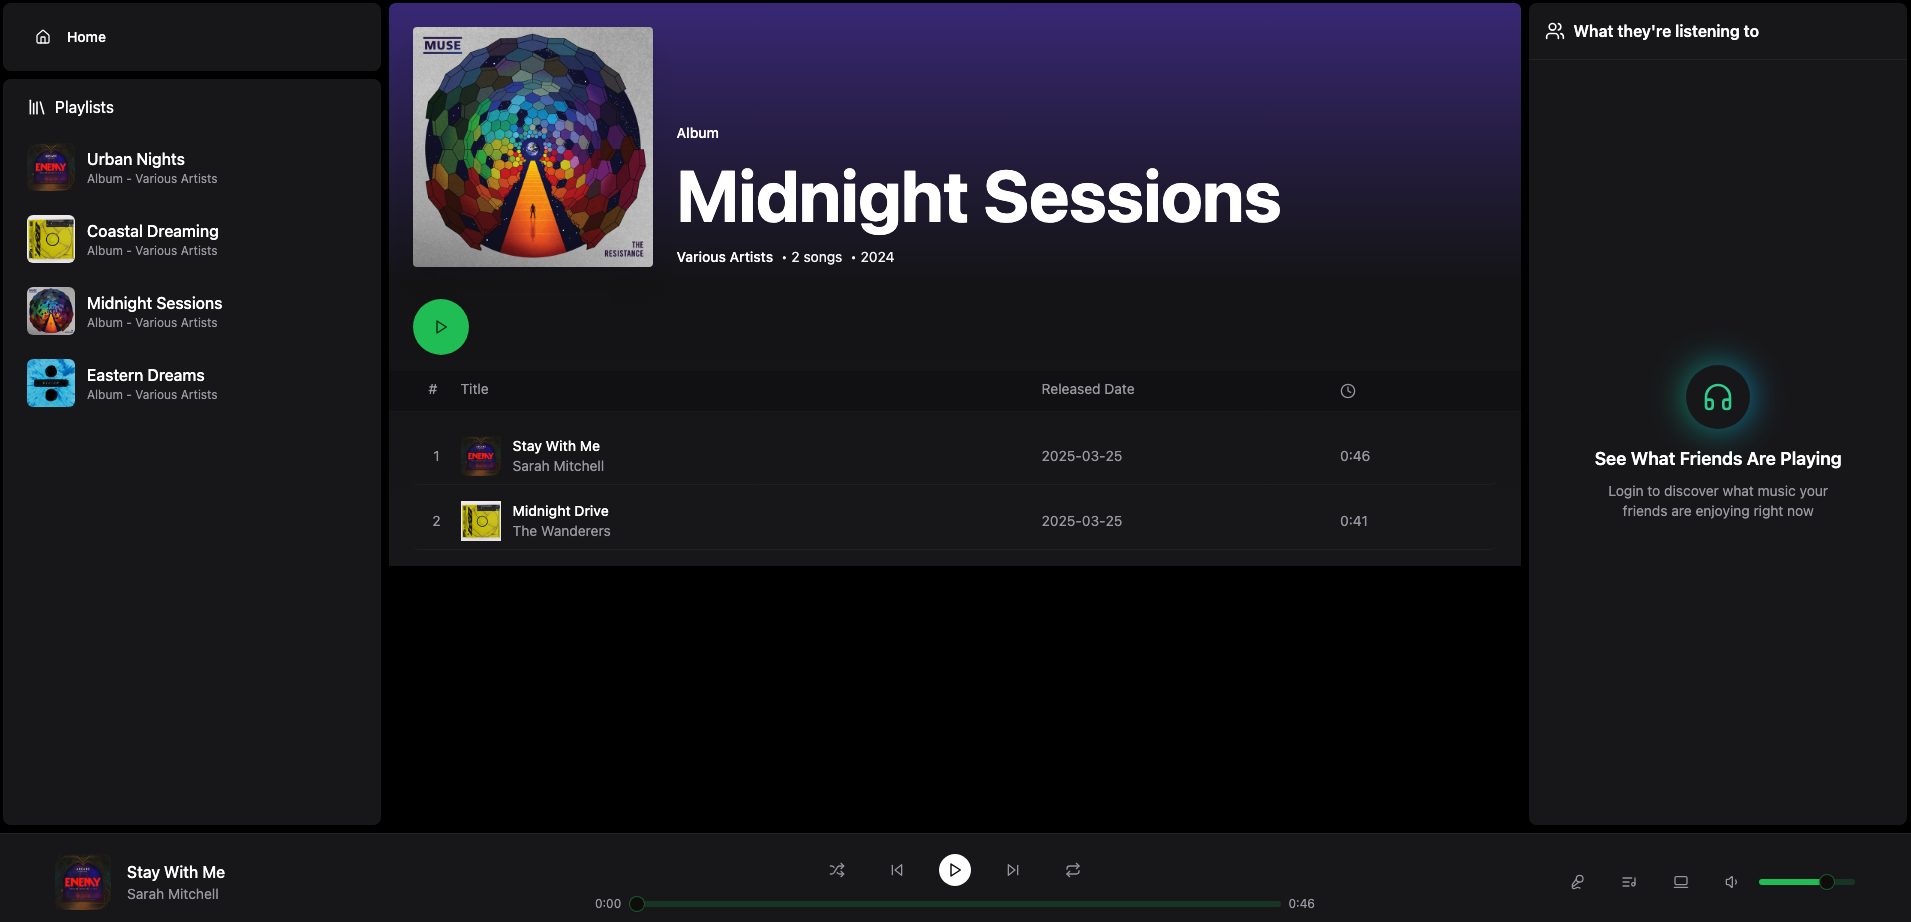 Home
Playlists
Urban Nights
Album - Various Artists
Coastal Dreaming
Album - Various Artists
Midnight Sessions
Album - Various Artists
Eastern Dreams
Album - Various Artists
MUSE
THE
RESISTANCE
Album
Midnight Sessions
Various Artists • 2 songs • 2024
# Title Released Date
1 Stay With Me 2025-03-25 0:46
Sarah Mitchell
ENEMY
2 Midnight Drive 2025-03-25 0:41
The Wanderers
What they're listening to
See What Friends Are Playing
Login to discover what music your
friends are enjoying right now
ENEMY
Stay With Me
Sarah Mitchell
0:00 0:46